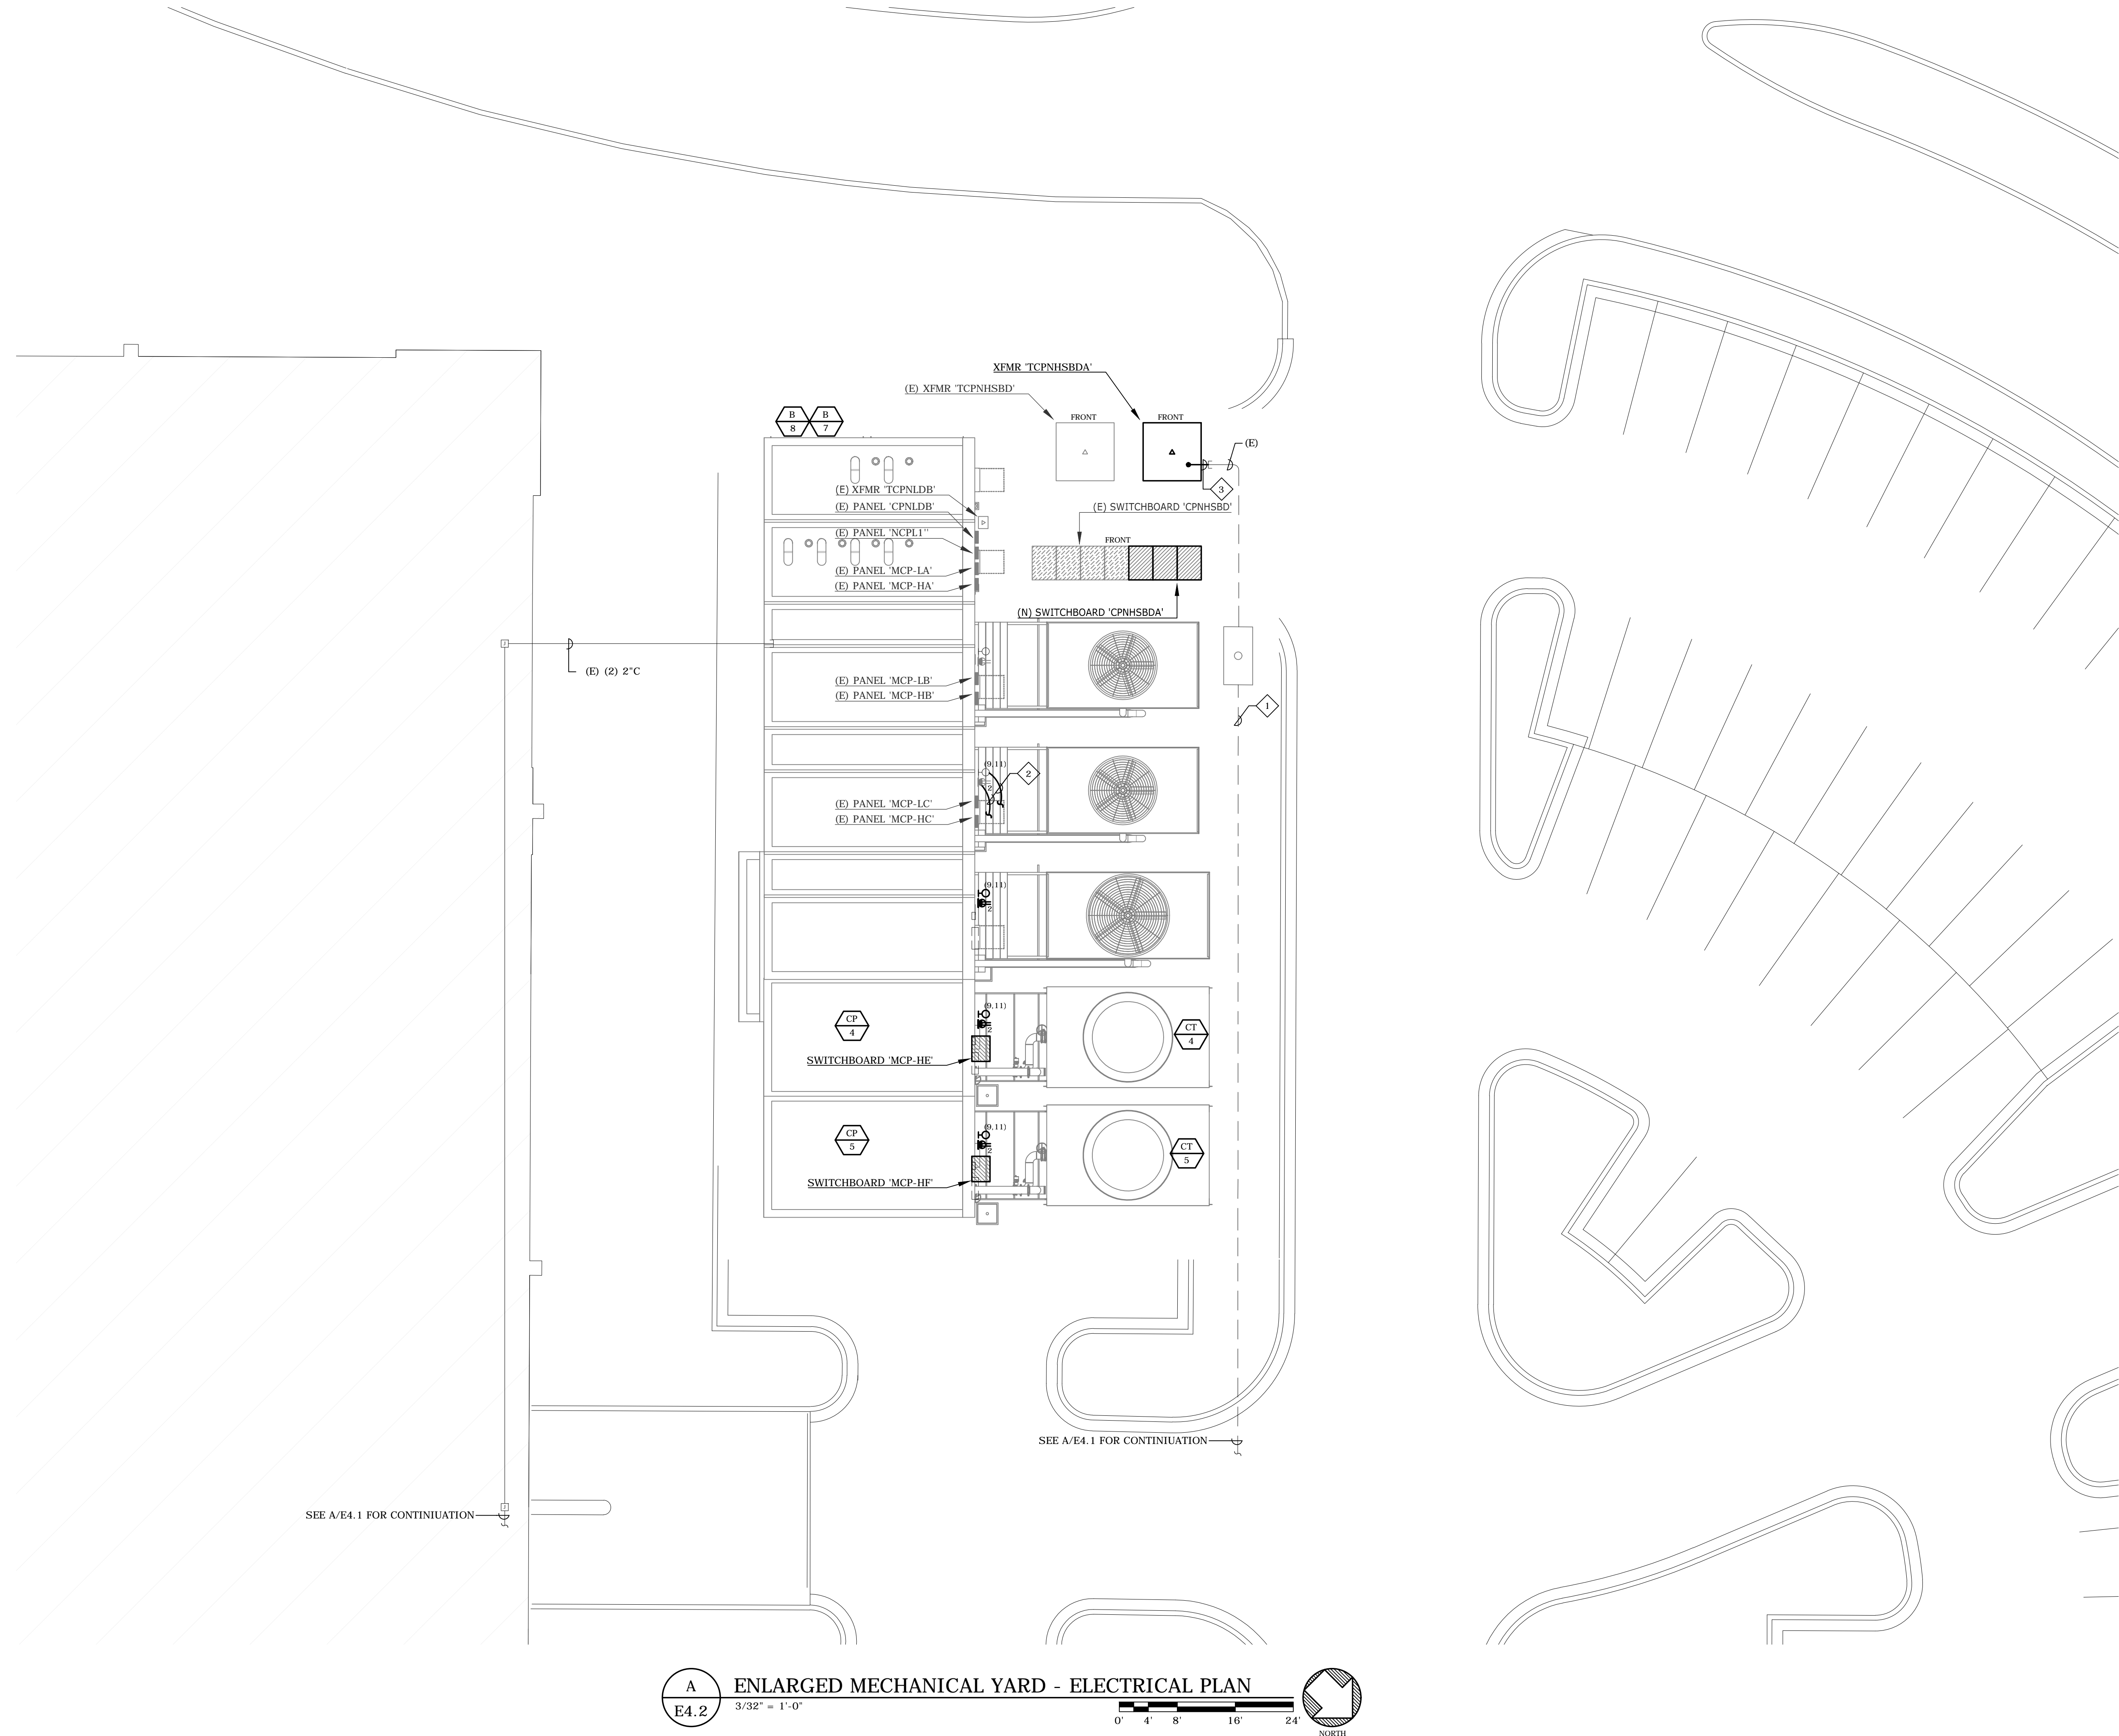 XFMR 'TCPNHSBDA'
(E) XFMR 'TCPNHSBD'
FRONT
FRONT
B
8
B
7
(E)
3
(E) XFMR 'TCPNLDB'
(E) PANEL 'CPNLDB'
(E) SWITCHBOARD 'CPNHSBD'
(E) PANEL 'NCPL1''
FRONT
(E) PANEL 'MCP-LA'
(E) PANEL 'MCP-HA'
(N) SWITCHBOARD 'CPNHSBDA'
(E) (2) 2"C
(E) PANEL 'MCP-LB'
(E) PANEL 'MCP-HB'
1
(9,11)
2
2
(E) PANEL 'MCP-LC'
(E) PANEL 'MCP-HC'
(9,11)
2
(9,11)
2
CP
4
CT
4
SWITCHBOARD 'MCP-HE'
(9,11)
2
CP
5
CT
5
SWITCHBOARD 'MCP-HF'
SEE A/E4.1 FOR CONTINIUATION
SEE A/E4.1 FOR CONTINIUATION
A
E4.2
ENLARGED MECHANICAL YARD - ELECTRICAL PLAN
3/32" = 1'-0"
0' 4' 8' 16' 24'
NORTH